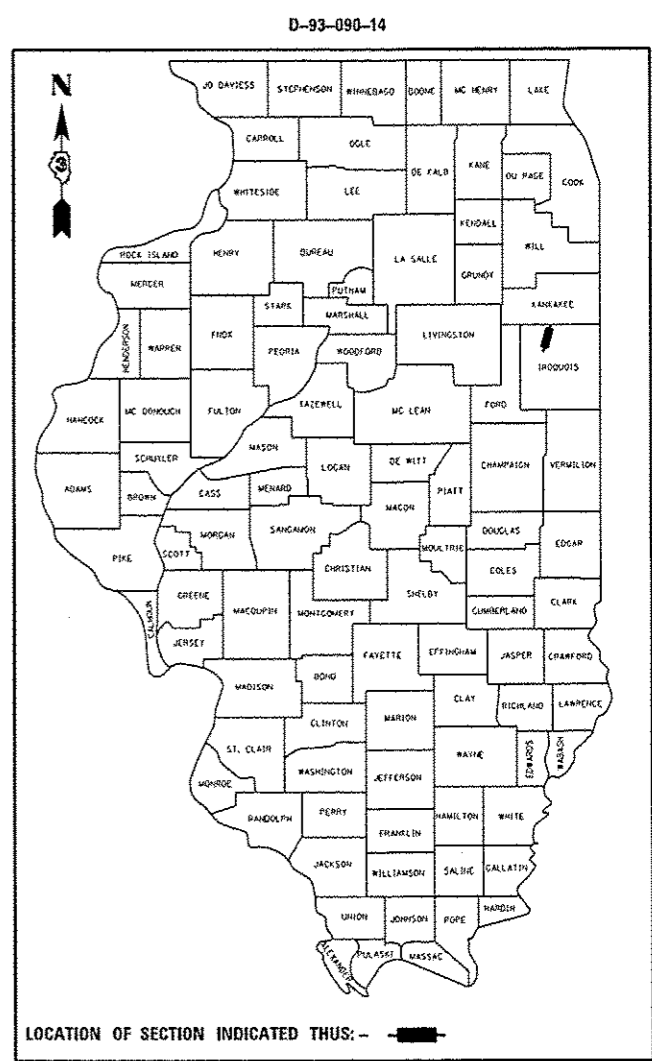 D-93-090-14
N
3
JO DAVIESS STEPHENSON WINNEBAGO BOONE MC HENRY LAKE
CARROLL OGLE DE KALB KANE DU PAGE COOK
WHITESIDE LEE
KENDALL WILL
ROCK ISLAND HENRY BUREAU LA SALLE GRUNDY
MERCER PUTNAM KANKAKEE
STARK MARSHALL
HENDERSON WARREN KNOX PEORIA WOODFORD LIVINGSTON IROQUOIS
HANCOCK MC DONOUGH FULTON TAZEWELL MC LEAN FORD
SCHUYLER MASON LOGAN DE WITT CHAMPAIGN VERMILION
ADAMS BROWN CASS MENARD MACON PIATT
PIKE SCOTT MORGAN SANGAMON CHRISTIAN MOULTRIE DOUGLAS EDGAR
COLES
CALHOUN GREENE MACOUPIN MONTGOMERY SHELBY CUMBERLAND CLARK
JERSEY
FAYETTE EFFINGHAM JASPER CRAWFORD
MADISON BOND
CLINTON MARION CLAY RICHLAND LAWRENCE
ST. CLAIR WAYNE EDWARDS WABASH
MONROE WASHINGTON JEFFERSON
RANDOLPH PERRY HAMILTON WHITE
FRANKLIN
JACKSON WILLIAMSON SALINE GALLATIN
UNION JOHNSON POPE HARDIN
ALEXANDER PULASKI MASSAC
LOCATION OF SECTION INDICATED THUS: -